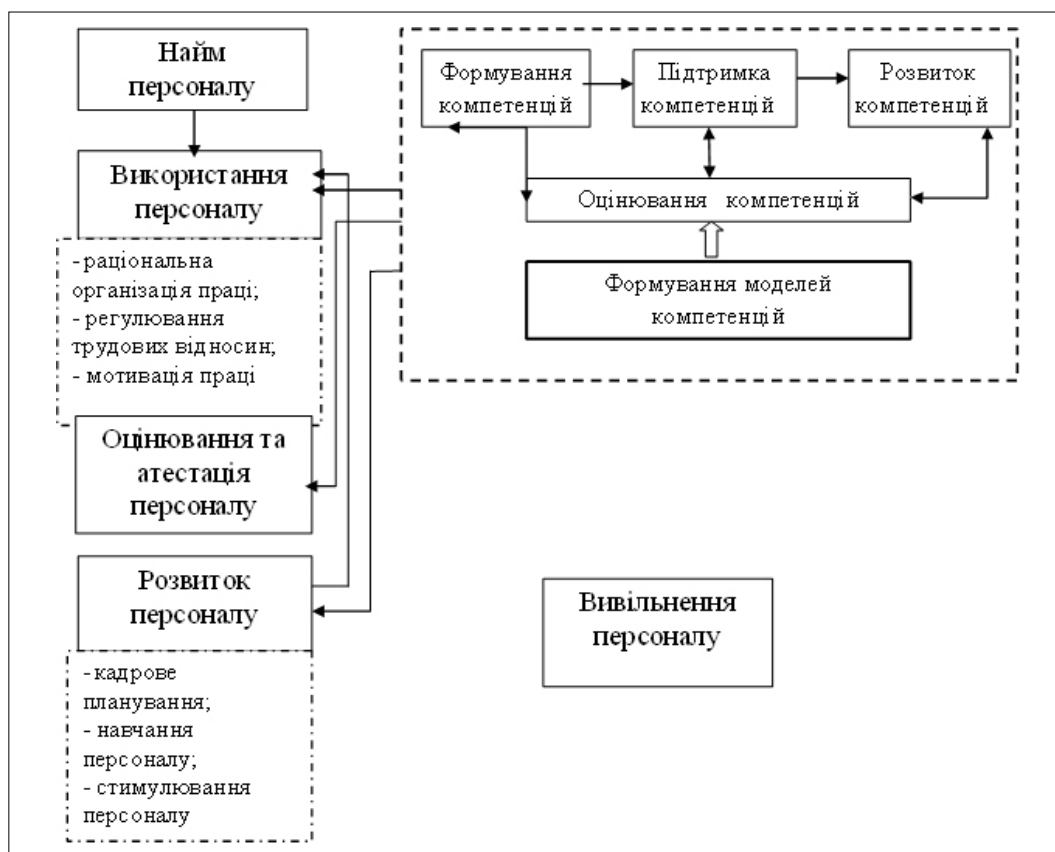 Найм
персоналу
Використання
персоналу
- раціональна
організація праці;
- регулювання
трудових відносин;
- мотивація праці
Оцінювання та
атестація
персоналу
Розвиток
персоналу
- кадрове
планування;
- навчання
персоналу;
- стимулювання
персоналу
Формування
компетенцій
Підтримка
компетенцій
Розвиток
компетенцій
Оцінювання компетенцій
Формування моделей
компетенцій
Вивільнення
персоналу